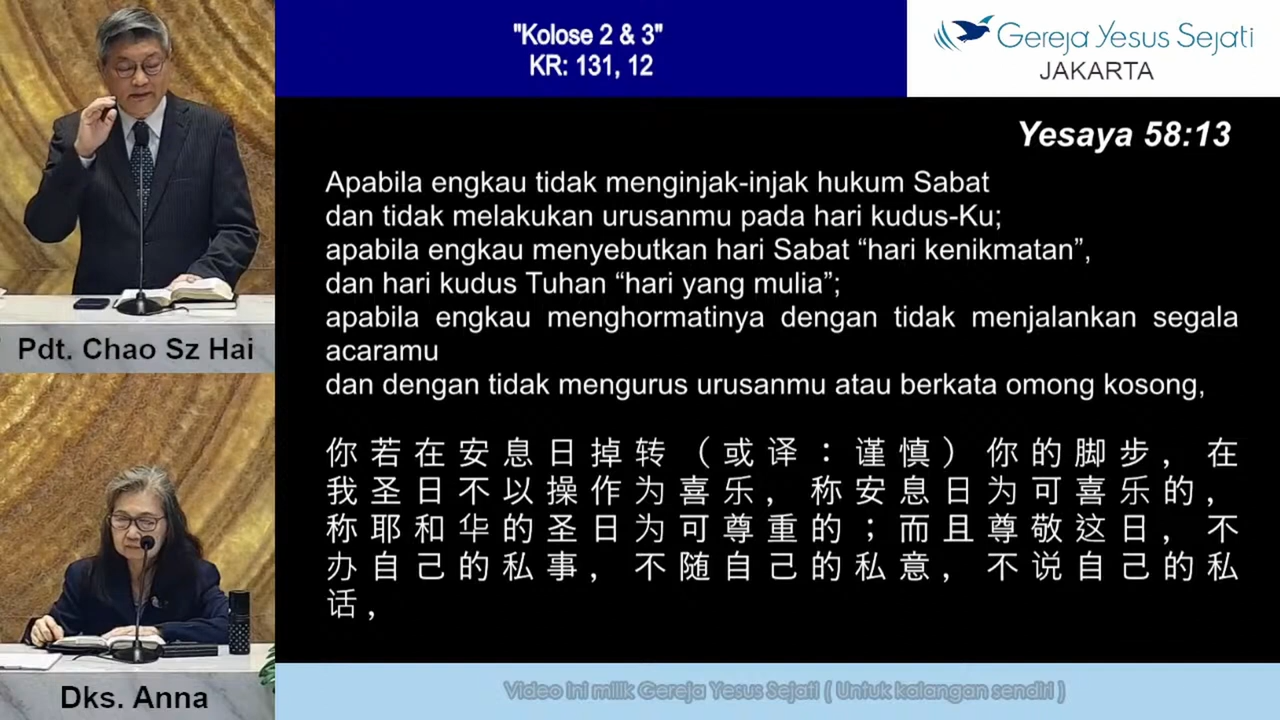 "Kolose 2 & 3"
KR: 131, 12
Gereja Yesus Sejati
JAKARTA
Yesaya 58:13
Apabila engkau tidak menginjak-injak hukum Sabat
dan tidak melakukan urusanmu pada hari kudus-Ku;
apabila engkau menyebutkan hari Sabat “hari kenikmatan”,
dan hari kudus Tuhan “hari yang mulia”;
apabila engkau menghormatinya dengan tidak menjalankan segala
acaramu
dan dengan tidak mengurus urusanmu atau berkata omong kosong,
你若在安息日掉转（或译：谨慎）你的脚步，在
我圣日不以操作为喜乐，称安息日为可喜乐的，
称耶和华的圣日为可尊重的；而且尊敬這日，不
办自己的私事，不随自己的私意，不说自己的私
话，
Pdt. Chao Sz Hai
Dks. Anna
Video ini milik Gereja Yesus Sejati ( Untuk kalangan sendiri )